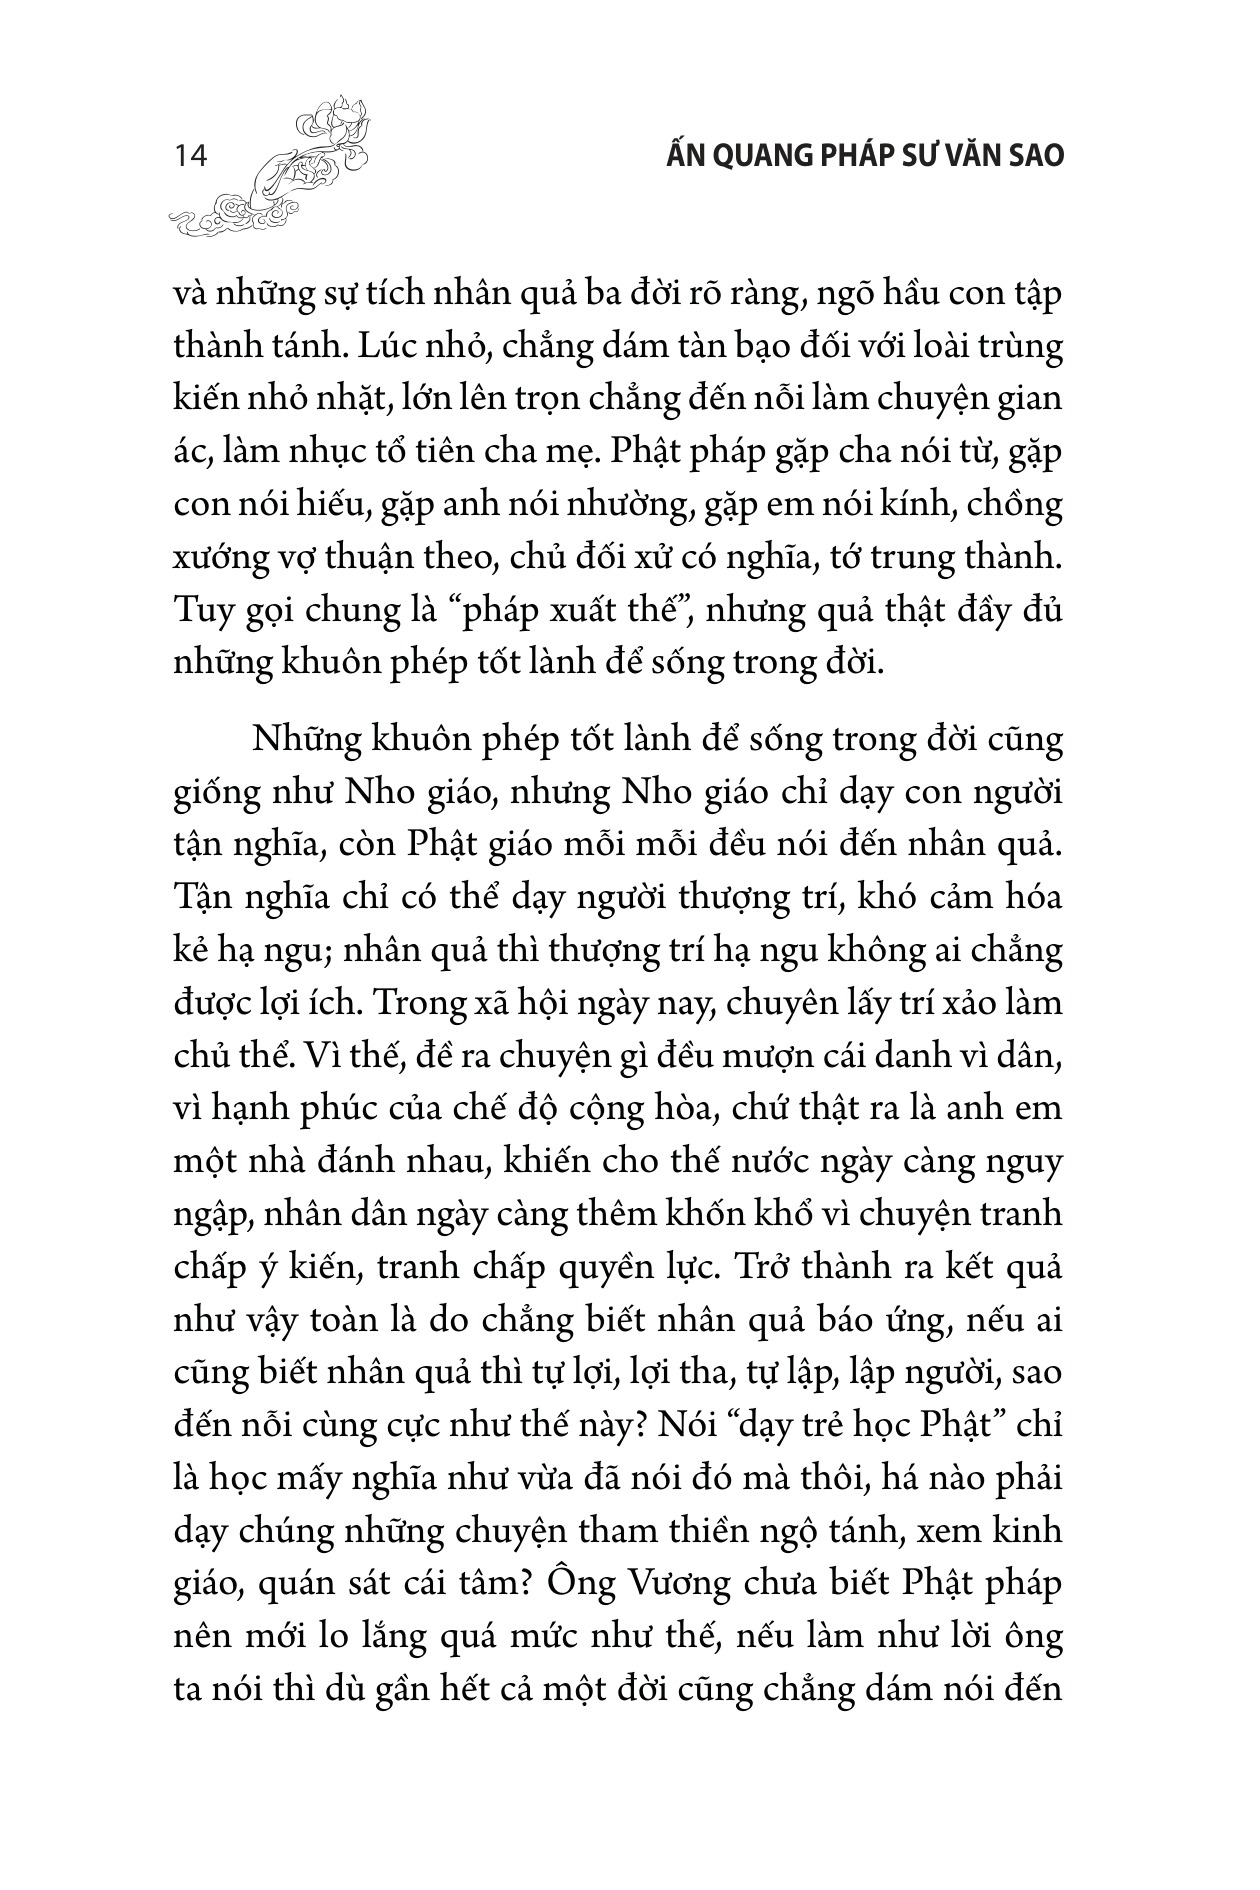 14
ẤN QUANG PHÁP SƯ VĂN SAO
và những sự tích nhân quả ba đời rõ ràng, ngõ hầu con tập
thành tánh. Lúc nhỏ, chẳng dám tàn bạo đối với loài trùng
kiến nhỏ nhặt, lớn lên trọn chẳng đến nỗi làm chuyện gian
ác, làm nhục tổ tiên cha mẹ. Phật pháp gặp cha nói từ, gặp
con nói hiếu, gặp anh nói nhường, gặp em nói kính, chồng
xướng vợ thuận theo, chủ đối xử có nghĩa, tớ trung thành.
Tuy gọi chung là “pháp xuất thế”, nhưng quả thật đầy đủ
những khuôn phép tốt lành để sống trong đời.
Những khuôn phép tốt lành để sống trong đời cũng
giống như Nho giáo, nhưng Nho giáo chỉ dạy con người
tận nghĩa, còn Phật giáo mỗi mỗi đều nói đến nhân quả.
Tận nghĩa chỉ có thể dạy người thượng trí, khó cảm hóa
kẻ hạ ngu; nhân quả thì thượng trí hạ ngu không ai chẳng
được lợi ích. Trong xã hội ngày nay, chuyên lấy trí xảo làm
chủ thể. Vì thế, đề ra chuyện gì đều mượn cái danh vì dân,
vì hạnh phúc của chế độ cộng hòa, chứ thật ra là anh em
một nhà đánh nhau, khiến cho thế nước ngày càng nguy
ngập, nhân dân ngày càng thêm khốn khổ vì chuyện tranh
chấp ý kiến, tranh chấp quyền lực. Trở thành ra kết quả
như vậy toàn là do chẳng biết nhân quả báo ứng, nếu ai
cũng biết nhân quả thì tự lợi, lợi tha, tự lập, lập người, sao
đến nỗi cùng cực như thế này? Nói “dạy trẻ học Phật” chỉ
là học mấy nghĩa như vừa đã nói đó mà thôi, há nào phải
dạy chúng những chuyện tham thiền ngộ tánh, xem kinh
giáo, quán sát cái tâm? Ông Vương chưa biết Phật pháp
nên mới lo lắng quá mức như thế, nếu làm như lời ông
ta nói thì dù gần hết cả một đời cũng chẳng dám nói đến